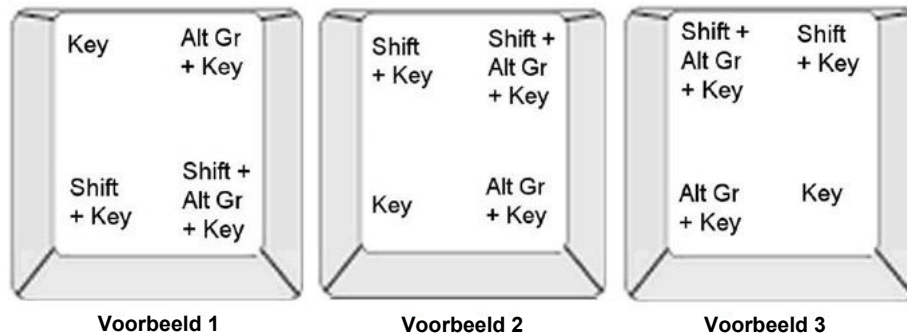 Key
Alt Gr
+ Key
Shift
+ Key
Shift +
Alt Gr
+ Key
Shift
+ Key
Shift +
Alt Gr
+ Key
Key
Alt Gr
+ Key
Shift +
Alt Gr
+ Key
Shift
+ Key
Alt Gr
+ Key
Key
Voorbeeld 1
Voorbeeld 2
Voorbeeld 3